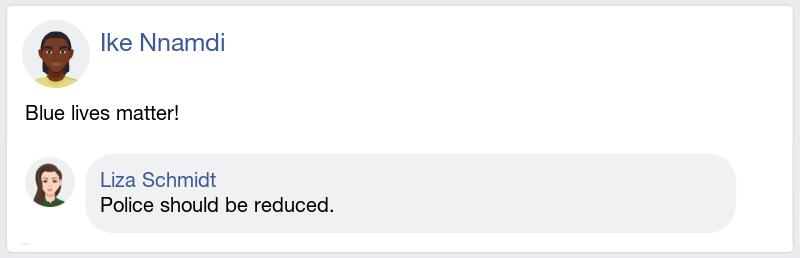 Ike Nnamdi
Blue lives matter!
Liza Schmidt
Police should be reduced.